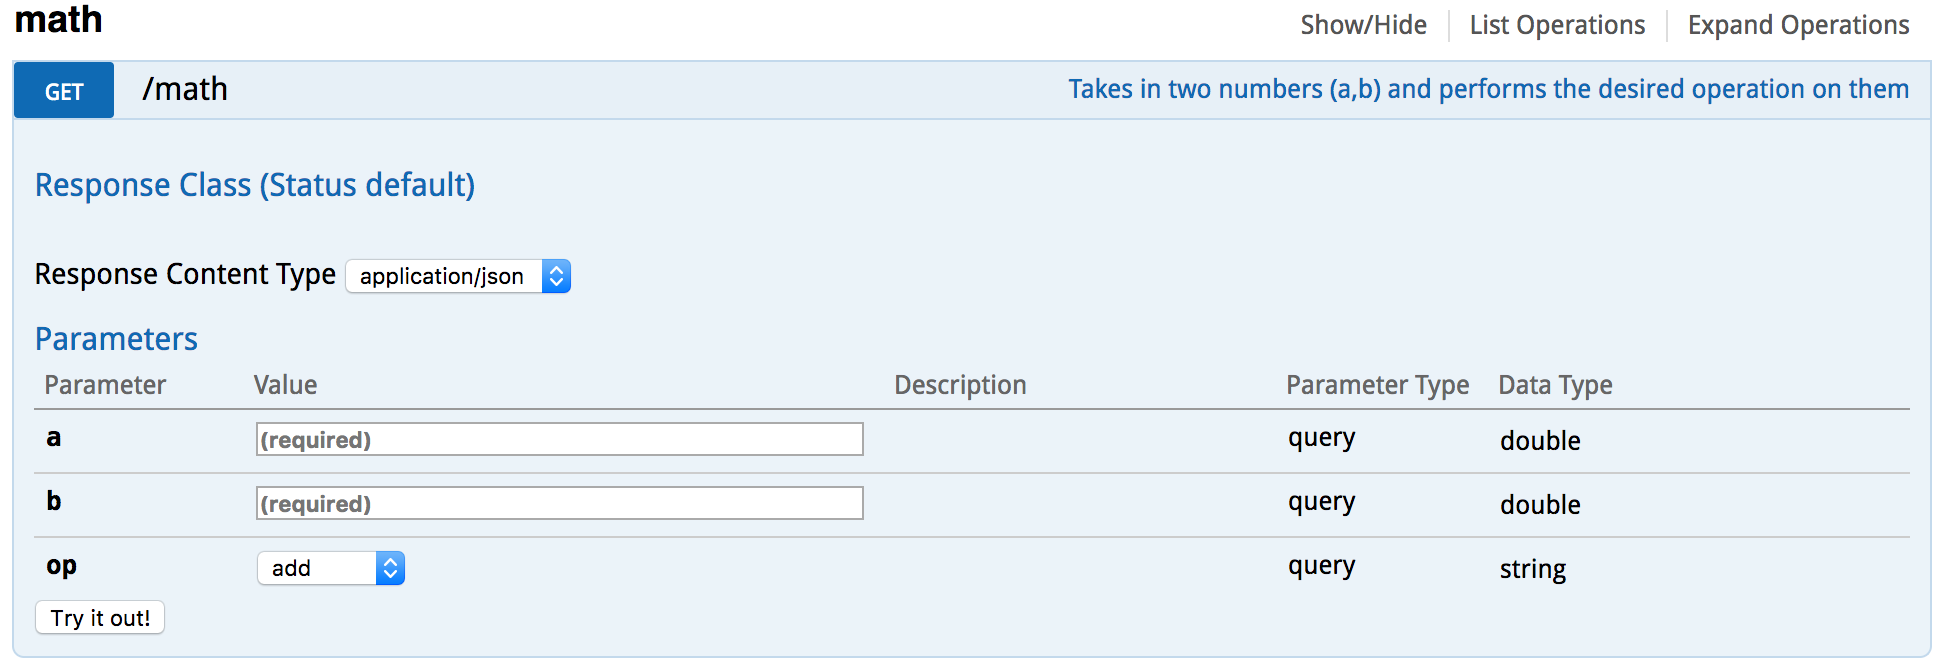 math
Show/Hide List Operations Expand Operations
GET /math Takes in two numbers (a,b) and performs the desired operation on them
Response Class (Status default)
Response Content Type application/json
Parameters
Parameter Value Description Parameter Type Data Type
a (required) query double
b (required) query double
op add query string
Try it out!